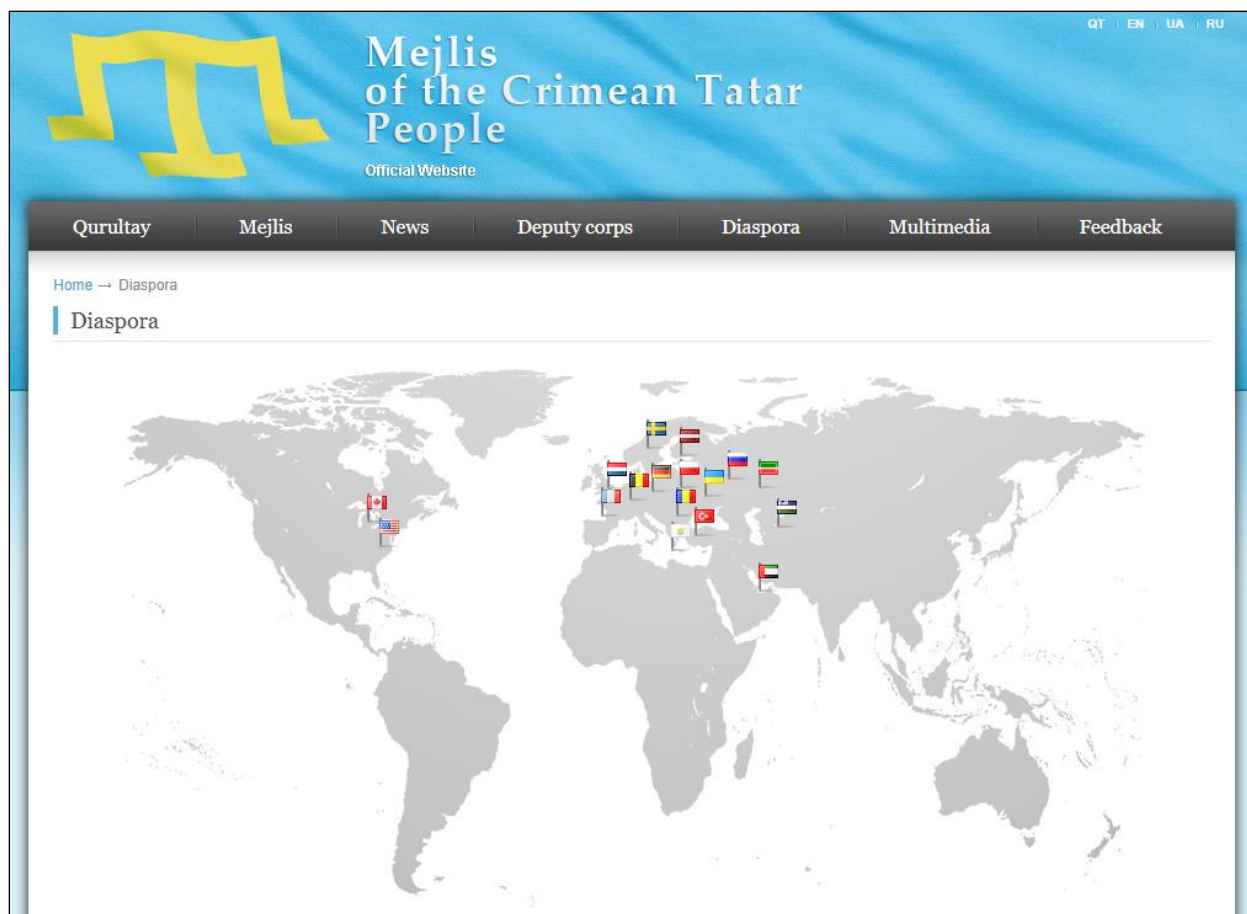 QT EN UA RU
Mejlis
of the Crimean Tatar
People
Official Website
Qurultay Mejlis News Deputy corps Diaspora Multimedia Feedback
Home → Diaspora
Diaspora